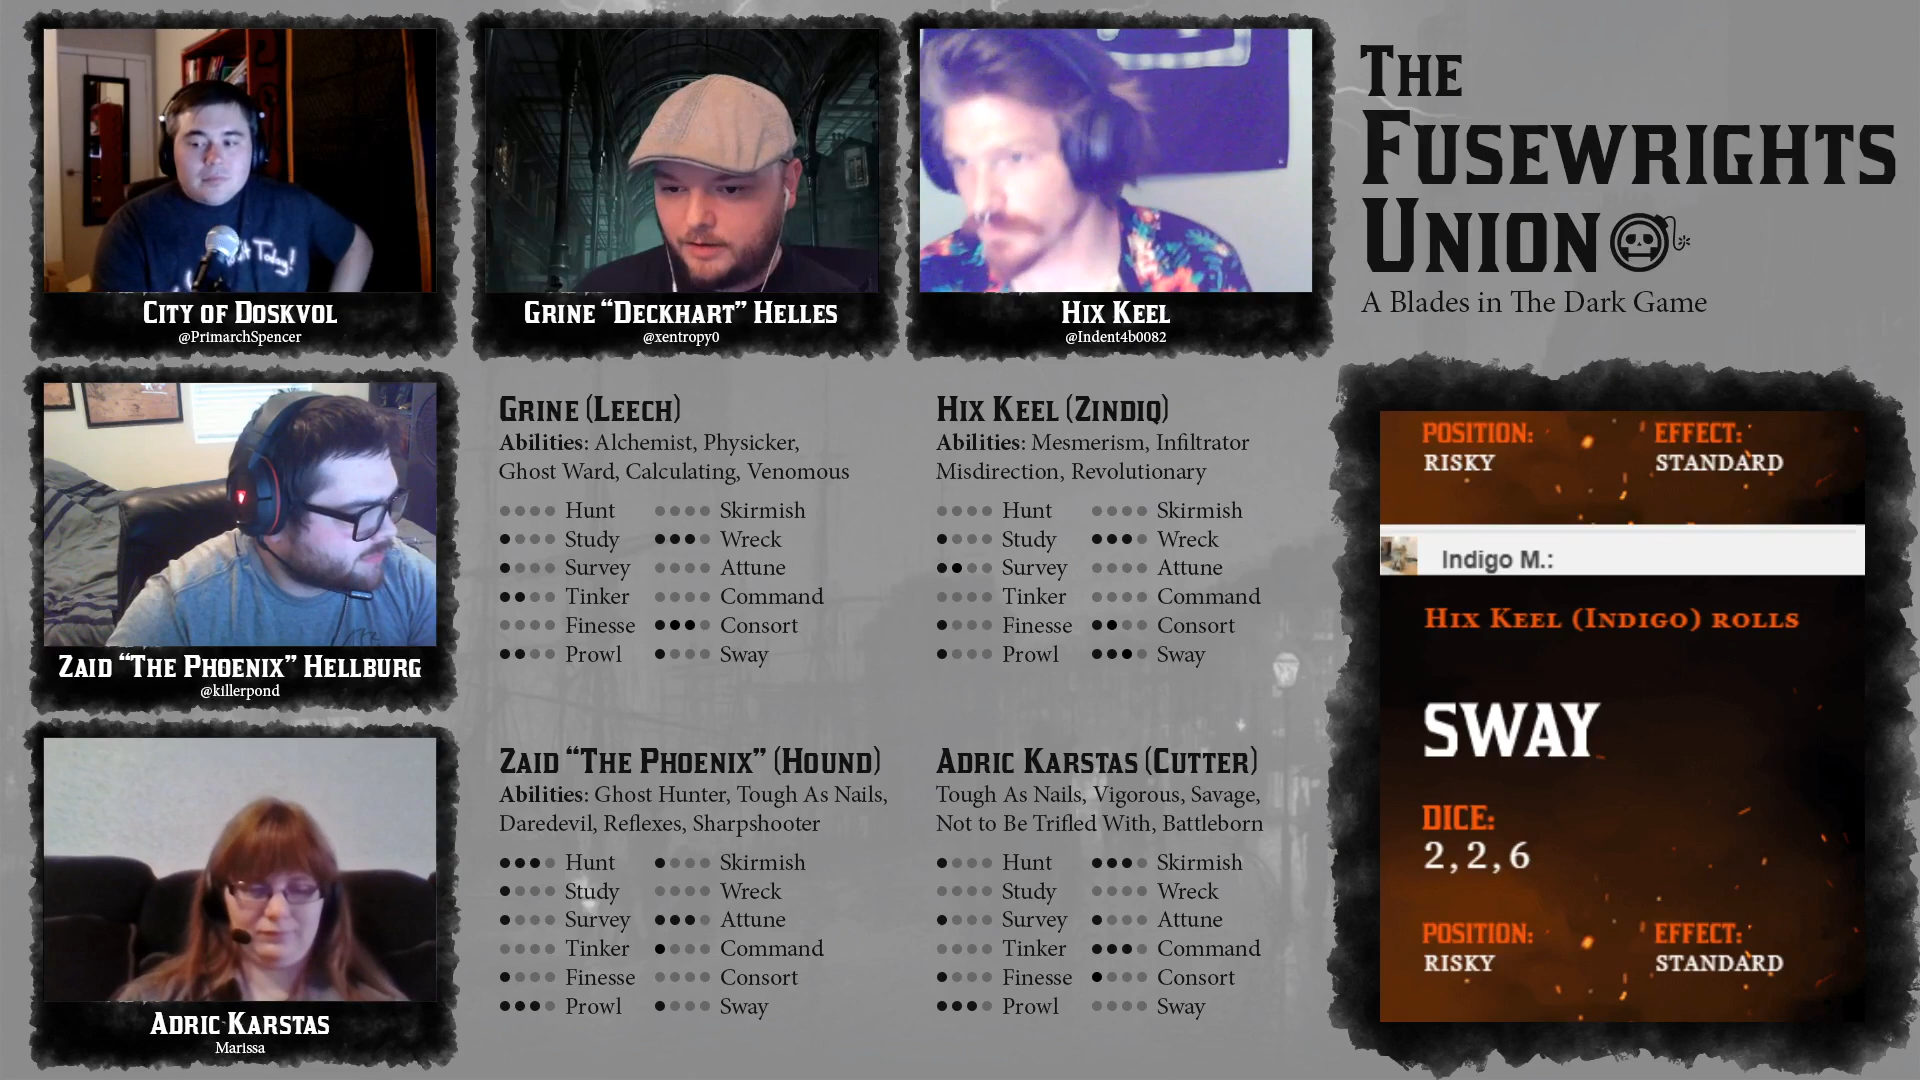 The
Fusewrights
Union
A Blades in The Dark Game
t Today!
City of Doskvol
@PrimarchSpencer
Grine “Deckhart” Helles
@xentropy0
Hix Keel
@Indent4b0082
Zaid “The Phoenix” Hellburg
@killerpond
Adric Karstas
Marissa
Grine (Leech)
Abilities: Alchemist, Physicker,
Ghost Ward, Calculating, Venomous
Hunt Skirmish
Study Wreck
Survey Attune
Tinker Command
Finesse Consort
Prowl Sway
Hix Keel (Zindiq)
Abilities: Mesmerism, Infiltrator
Misdirection, Revolutionary
Hunt Skirmish
Study Wreck
Survey Attune
Tinker Command
Finesse Consort
Prowl Sway
Zaid “The Phoenix” (Hound)
Abilities: Ghost Hunter, Tough As Nails,
Daredevil, Reflexes, Sharpshooter
Hunt Skirmish
Study Wreck
Survey Attune
Tinker Command
Finesse Consort
Prowl Sway
Adric Karstas (Cutter)
Tough As Nails, Vigorous, Savage,
Not to Be Trifled With, Battleborn
Hunt Skirmish
Study Wreck
Survey Attune
Tinker Command
Finesse Consort
Prowl Sway
POSITION: EFFECT:
RISKY STANDARD
Indigo M.:
Hix Keel (Indigo) rolls
SWAY
DICE:
2, 2, 6
POSITION: EFFECT:
RISKY STANDARD